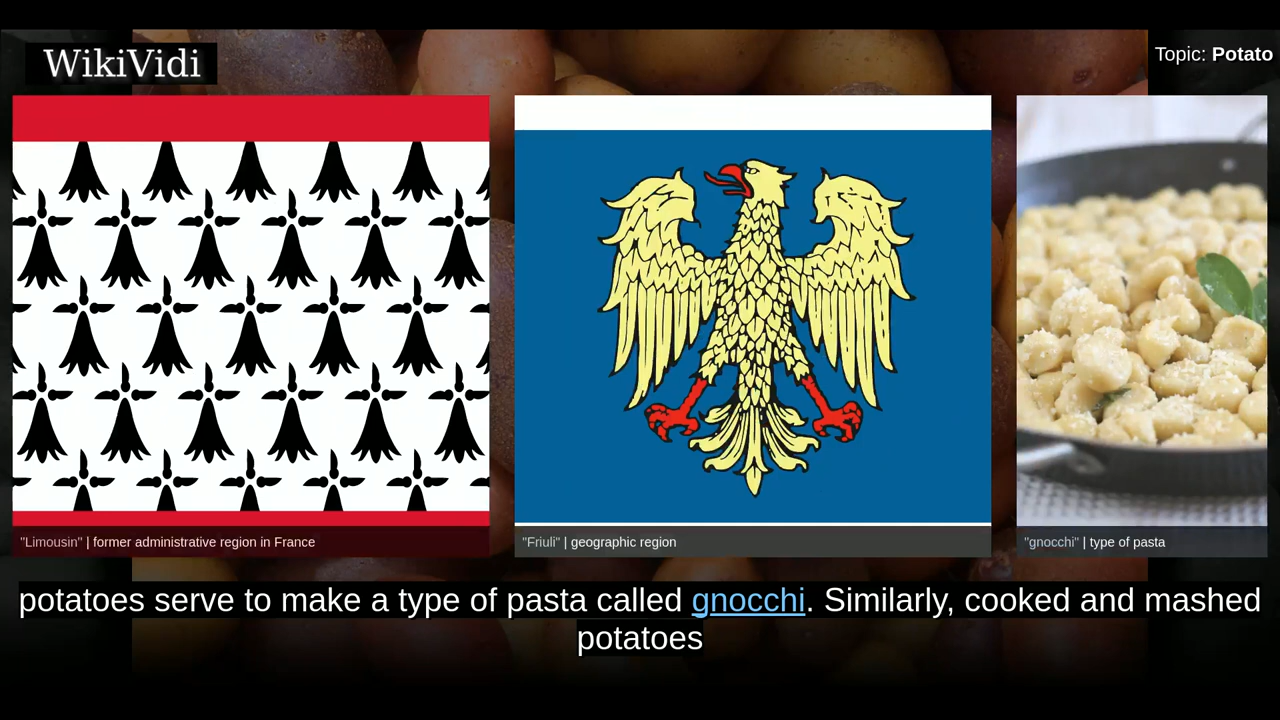 WikiVidi
Topic: Potato
"Limousin" | former administrative region in France
"Friuli" | geographic region
"gnocchi" | type of pasta
potatoes serve to make a type of pasta called gnocchi. Similarly, cooked and mashed
potatoes